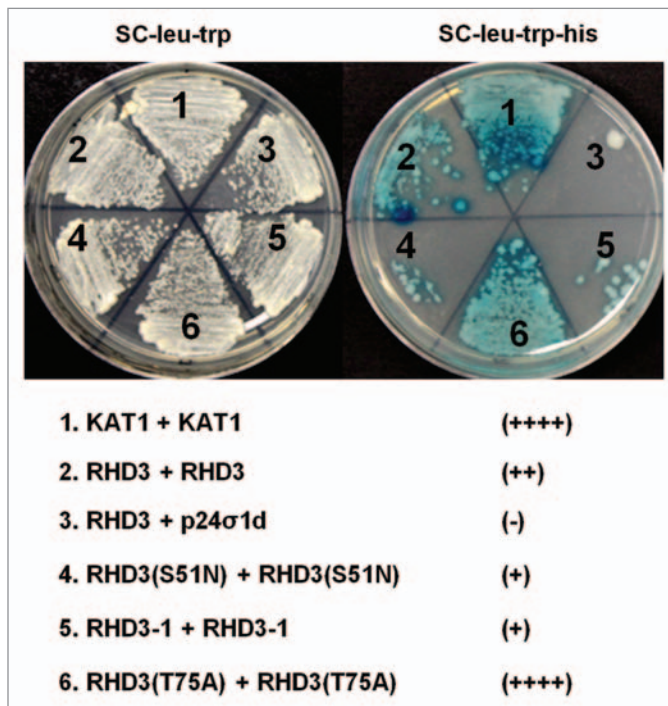 SC-leu-trp SC-leu-trp-his
1 1
2 3 2 3
4 5 4 5
6 6
1. KAT1 + KAT1 (++++)
2. RHD3 + RHD3 (++)
3. RHD3 + p24σ1d (-)
4. RHD3(S51N) + RHD3(S51N) (+)
5. RHD3-1 + RHD3-1 (+)
6. RHD3(T75A) + RHD3(T75A) (++++)